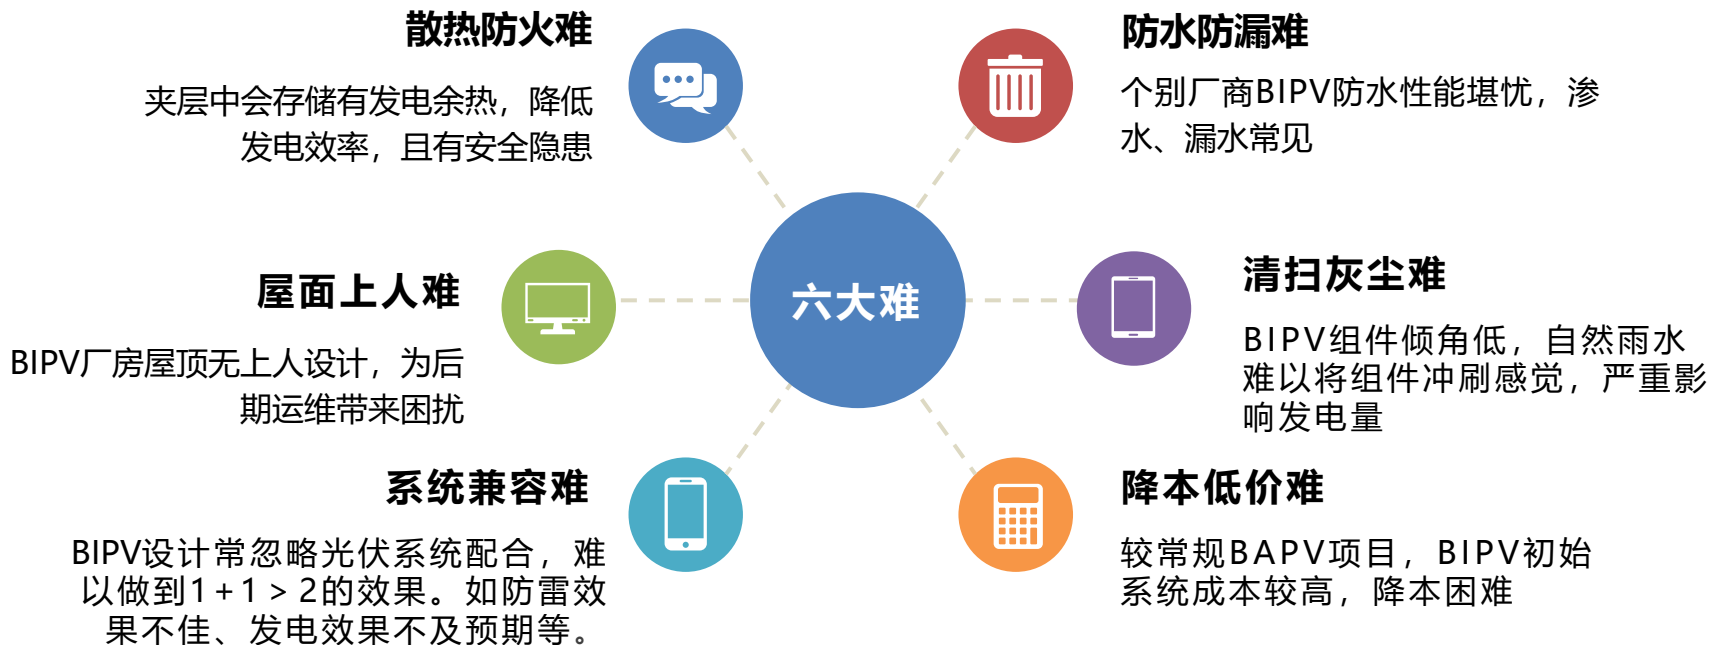 散热防火难
夹层中会存储有发电余热，降低
发电效率，且有安全隐患
防水防漏难
个别厂商BIPV防水性能堪忧，渗
水、漏水常见
六大难
屋面上人难
BIPV厂房屋顶无上人设计，为后
期运维带来困扰
清扫灰尘难
BIPV组件倾角低，自然雨水
难以将组件冲刷感觉，严重影
响发电量
系统兼容难
BIPV设计常忽略光伏系统配合，难
以做到1+1＞2的效果。如防雷效
果不佳、发电效果不及预期等。
降本低价难
较常规BAPV项目，BIPV初始
系统成本较高，降本困难